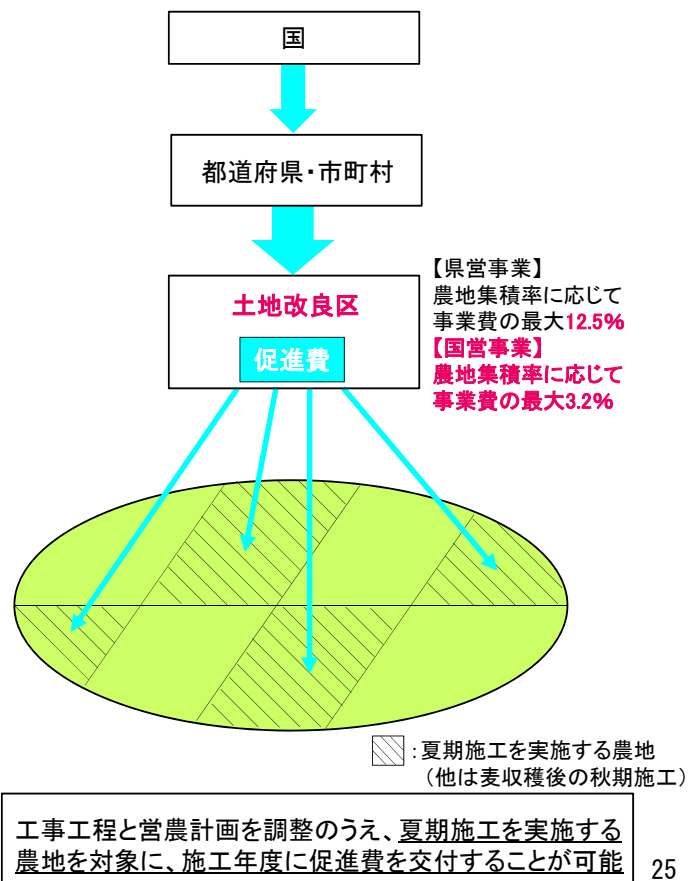 国
都道府県・市町村
土地改良区
促進費
【県営事業】
農地集積率に応じて
事業費の最大12.5%
【国営事業】
農地集積率に応じて
事業費の最大3.2%
:夏期施工を実施する農地
(他は麦収穫後の秋期施工)
工事工程と営農計画を調整のうえ、夏期施工を実施する
農地を対象に、施工年度に促進費を交付することが可能
25